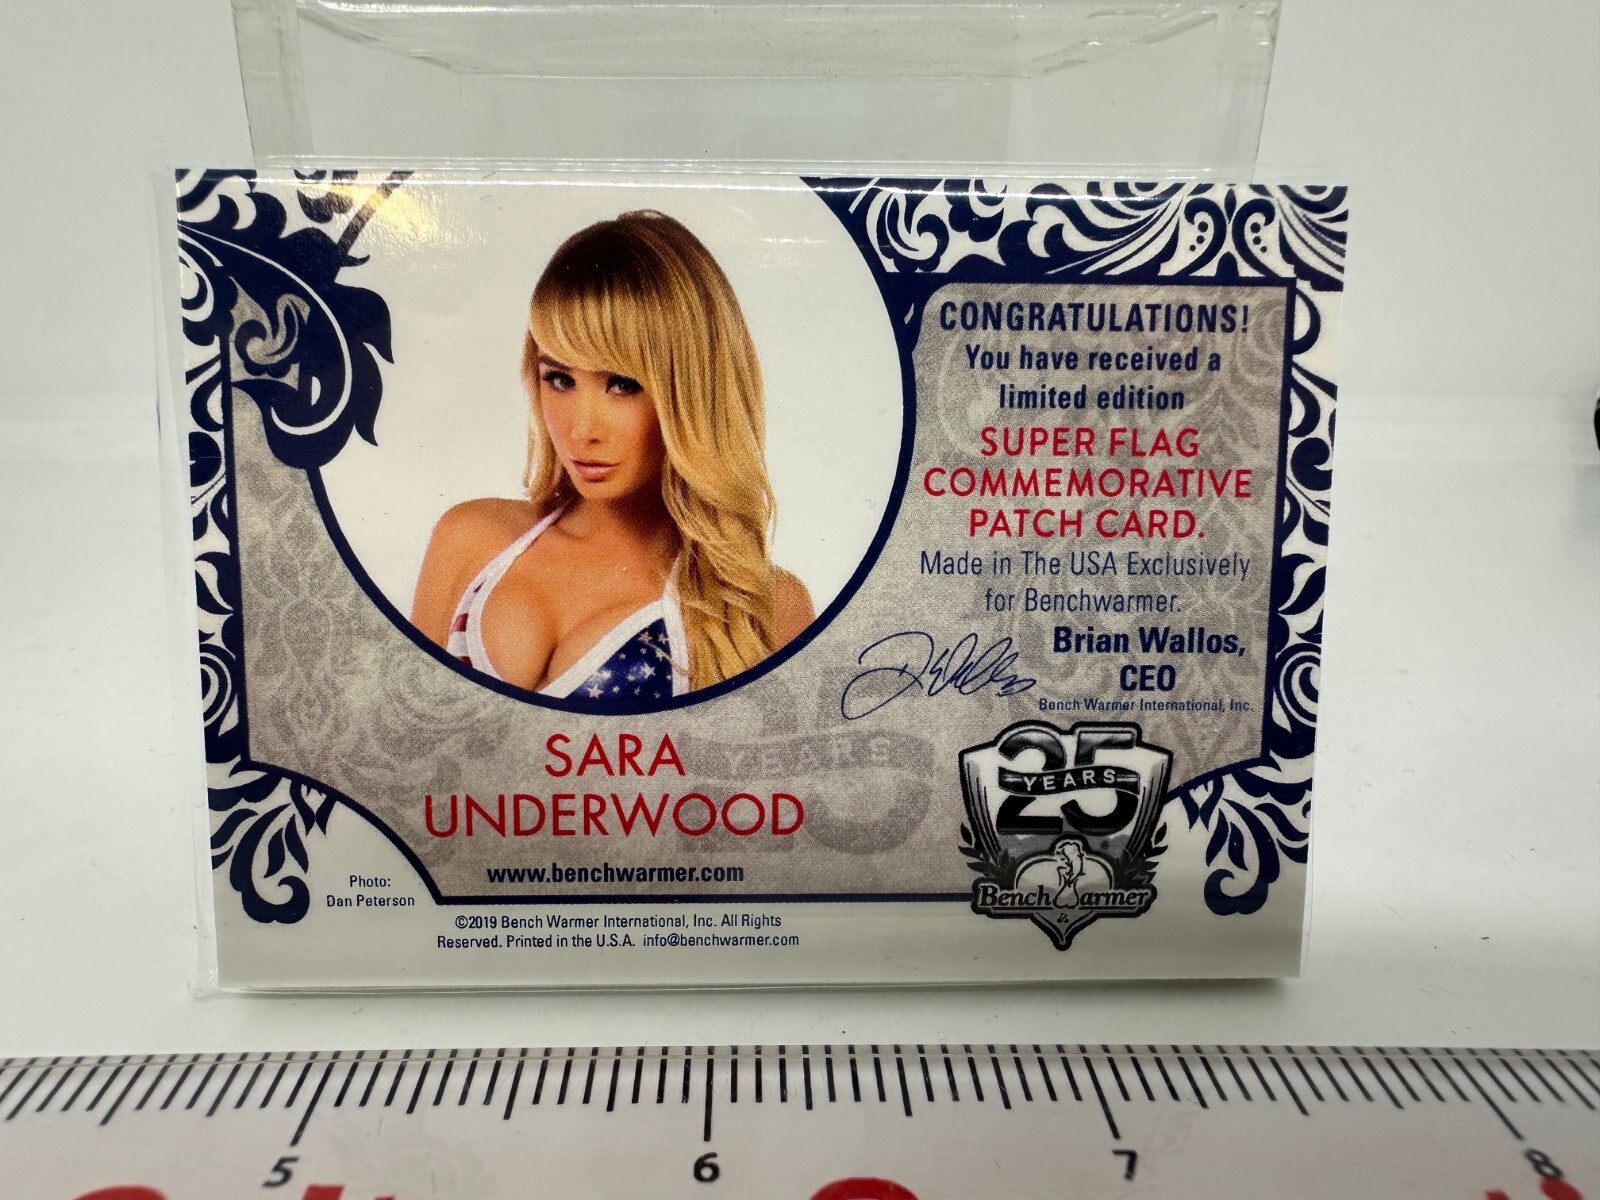 CONGRATULATIONS!
You have received a
limited edition
SUPER FLAG
COMMEMORATIVE
PATCH CARD.
Made in The USA Exclusively
for Benchwarmer.
Brian Wallos,
CEO
Bench Warmer International, Inc.
SARA
UNDERWOOD
YEARS
25
www.benchwarmer.com
Photo:
Dan Peterson
©2019 Bench Warmer International, Inc. All Rights
Reserved. Printed in the U.S.A. info@benchwarmer.com
25
YEARS
BenchWarmer
5 6 7 8